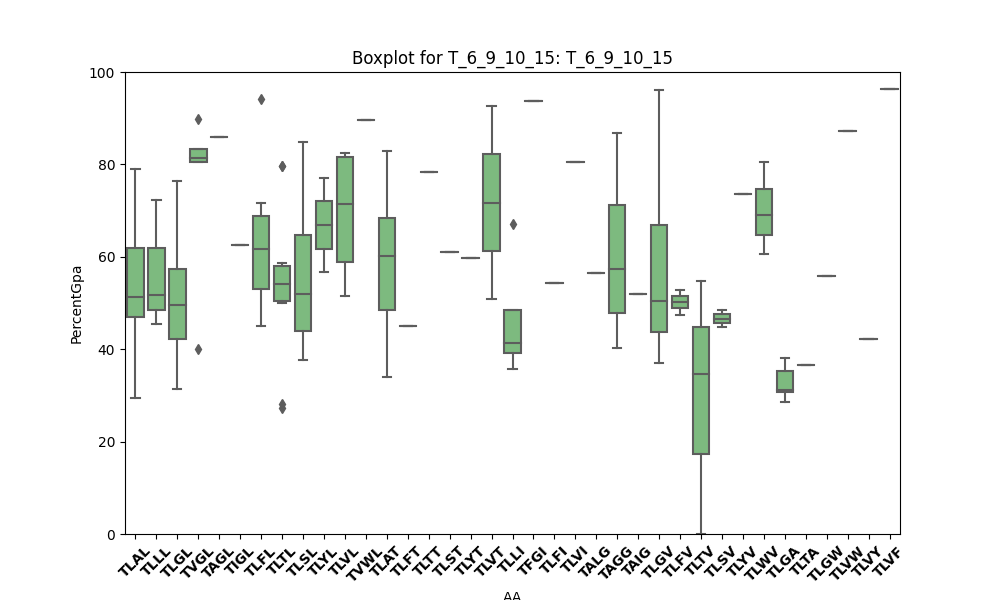 Boxplot for T_6_9_10_15: T_6_9_10_15
PercentGpa
100
80
60
40
20
0
TLAL
TLLL
TLGL
TVGL
TAGL
TIGL
TLFL
TLTL
TLSL
TLYL
TLVL
TVWL
TLAT
TLFT
TLTT
TLST
TLYT
TLVT
TLLI
TFGI
TLFI
TLVI
TALG
TAGG
TAIG
TLGV
TLFV
TLTV
TLSV
TLYV
TLWV
TLGA
TLTA
TLGW
TLVW
TLVY
TLVF
AA